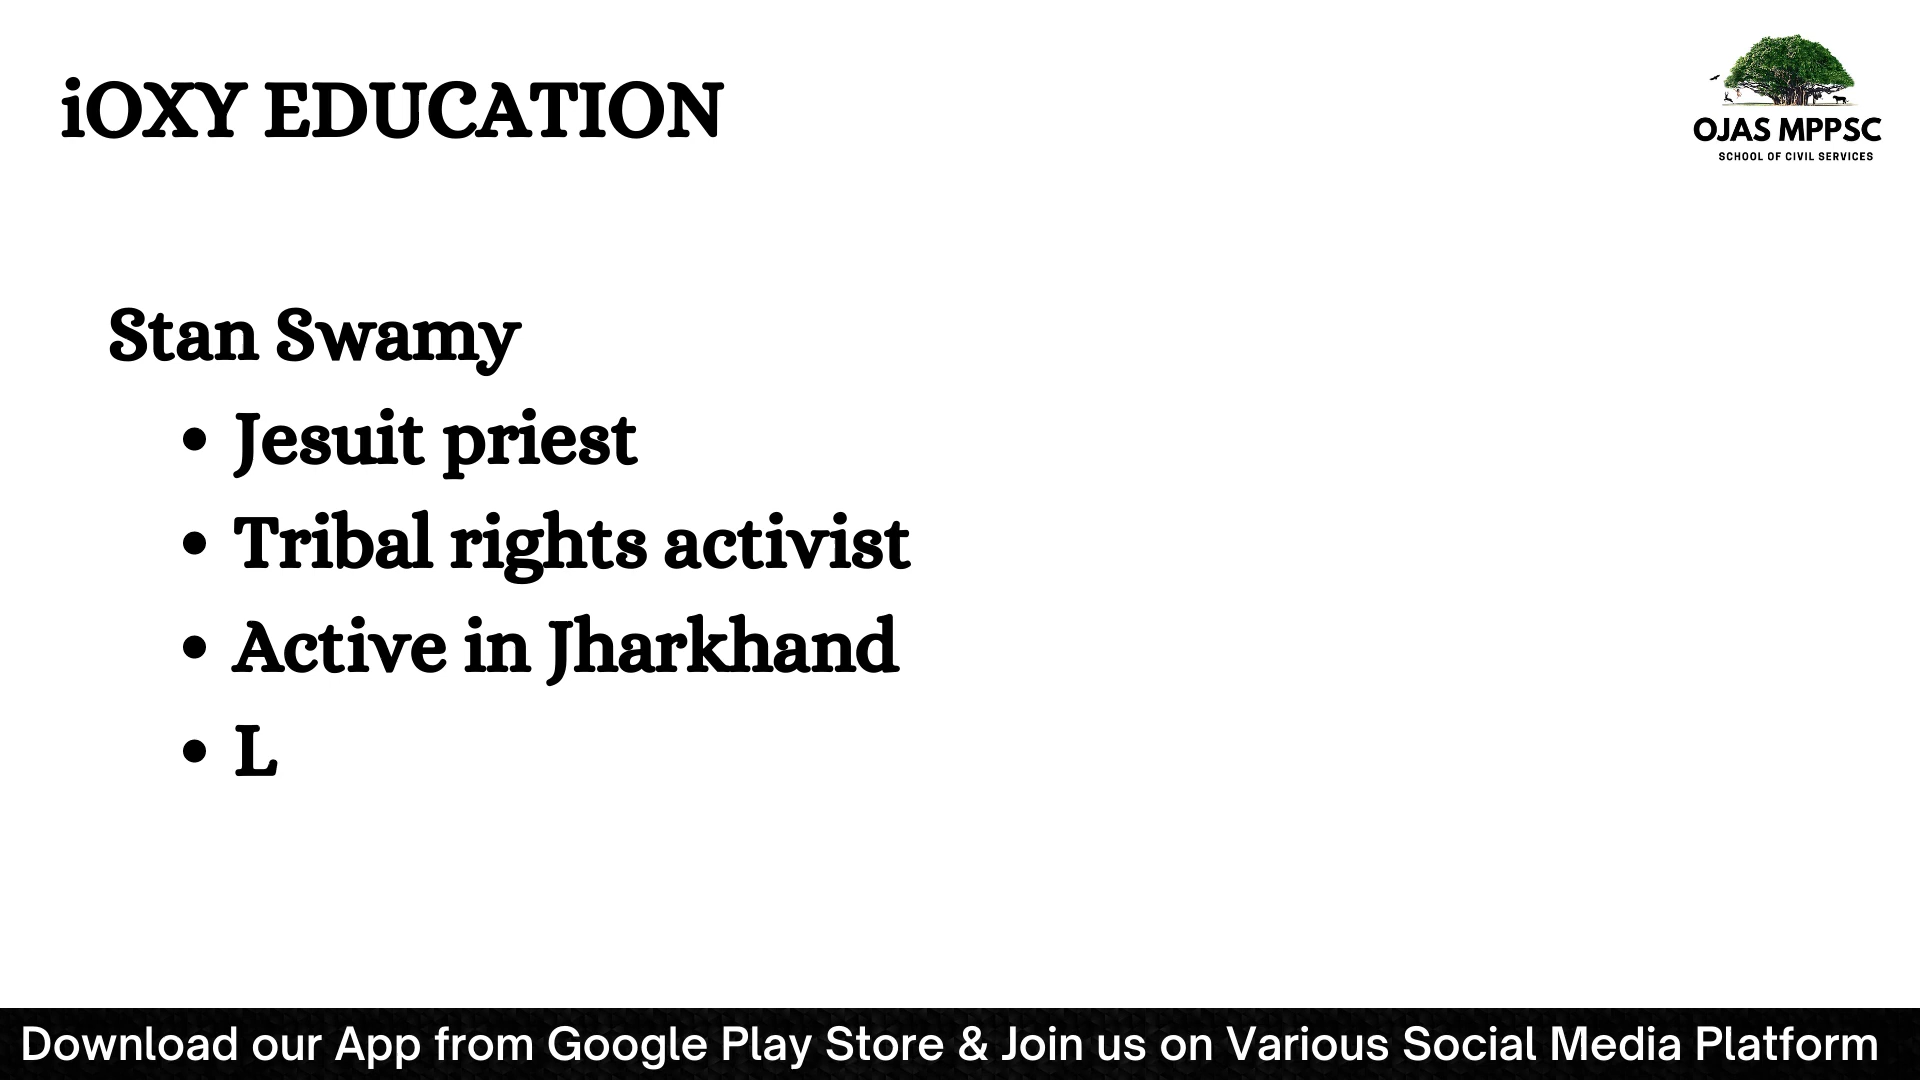 iOXY EDUCATION
OJAS MPPSC
SCHOOL OF CIVIL SERVICES
Stan Swamy
• Jesuit priest
• Tribal rights activist
• Active in Jharkhand
• L
Download our App from Google Play Store & Join us on Various Social Media Platform